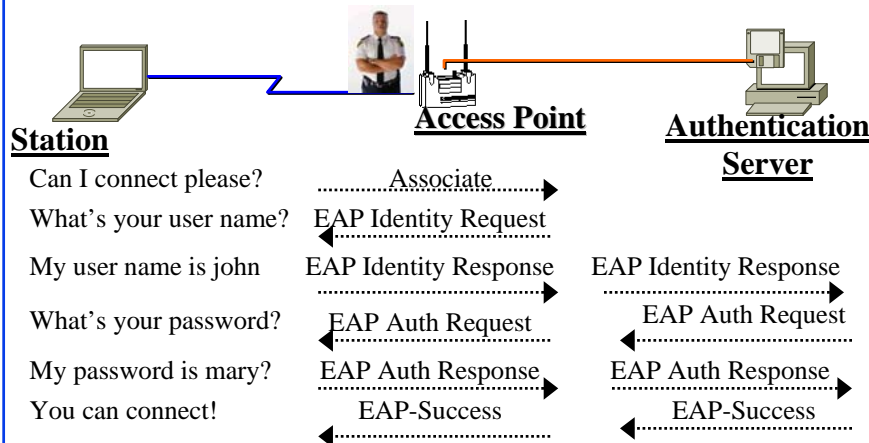 Station
Access Point
Authentication
Server
Can I connect please? Associate
What's your user name? EAP Identity Request
My user name is john EAP Identity Response EAP Identity Response
What's your password? EAP Auth Request EAP Auth Request
My password is mary? EAP Auth Response EAP Auth Response
You can connect! EAP-Success EAP-Success